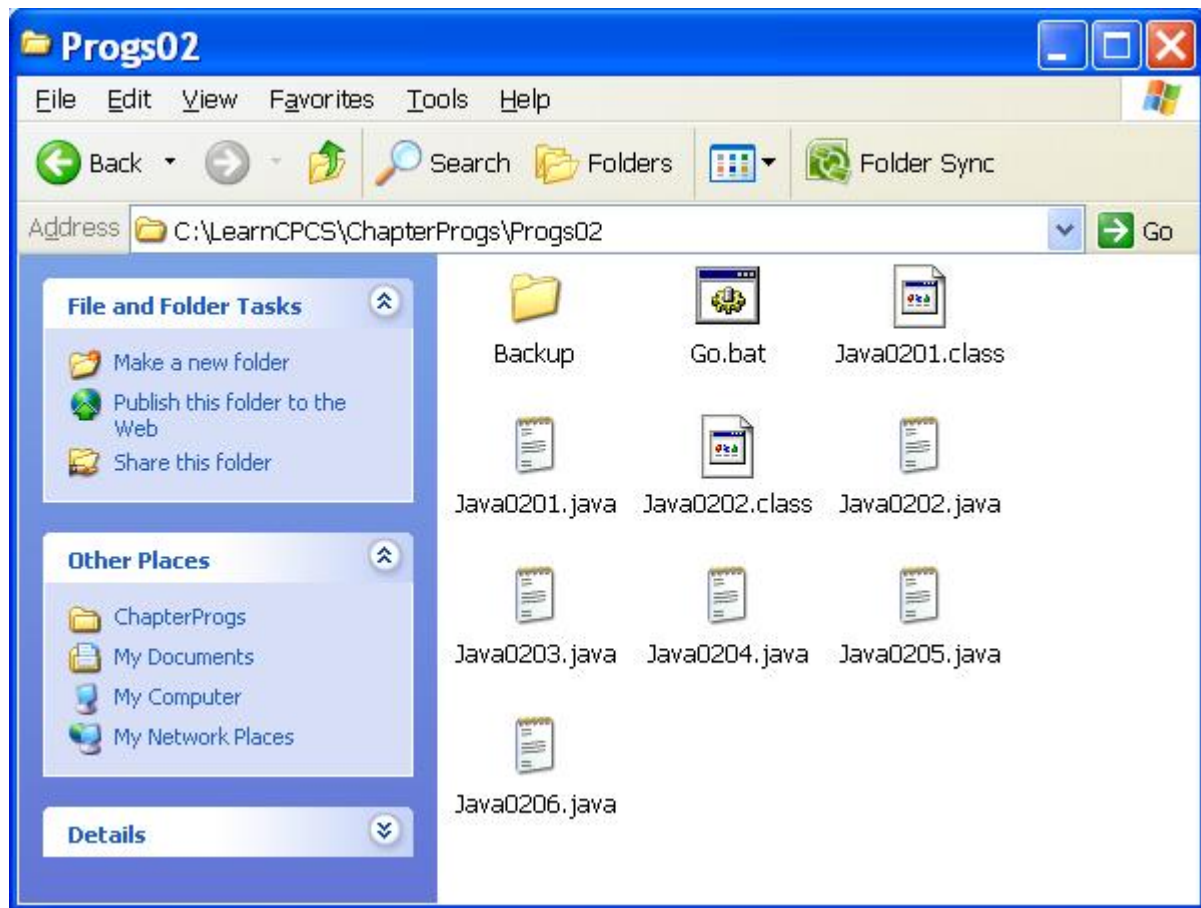 Progs02
File Edit View Favorites Tools Help
Back Search Folders Folder Sync
Address C:\LearnCPCS\ChapterProgs\Progs02 Go
File and Folder Tasks
Make a new folder
Publish this folder to the
Web
Share this folder
Other Places
ChapterProgs
My Documents
My Computer
My Network Places
Details
Backup Go.bat Java0201.class
Java0201.java Java0202.class Java0202.java
Java0203.java Java0204.java Java0205.java
Java0206.java